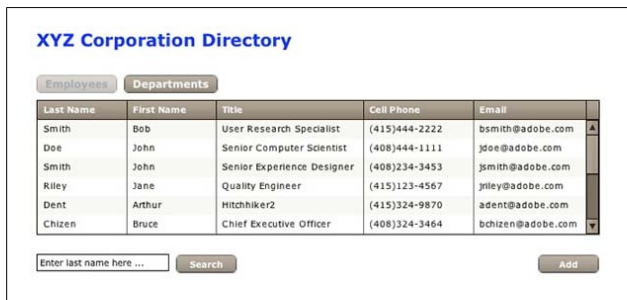 XYZ Corporation Directory
Employees Departments
Last Name First Name Title Cell Phone Email
Smith Bob User Research Specialist (415)444-2222 bsmith@adobe.com
Doe John Senior Computer Scientist (408)444-1111 jdoe@adobe.com
Smith John Senior Experience Designer (408)234-3453 jsmith@adobe.com
Riley Jane Quality Engineer (415)123-4567 jriley@adobe.com
Dent Arthur Hitchhiker2 (415)324-9870 adent@adobe.com
Chizen Bruce Chief Executive Officer (408)324-3464 bchizen@adobe.com
Enter last name here ... Search Add